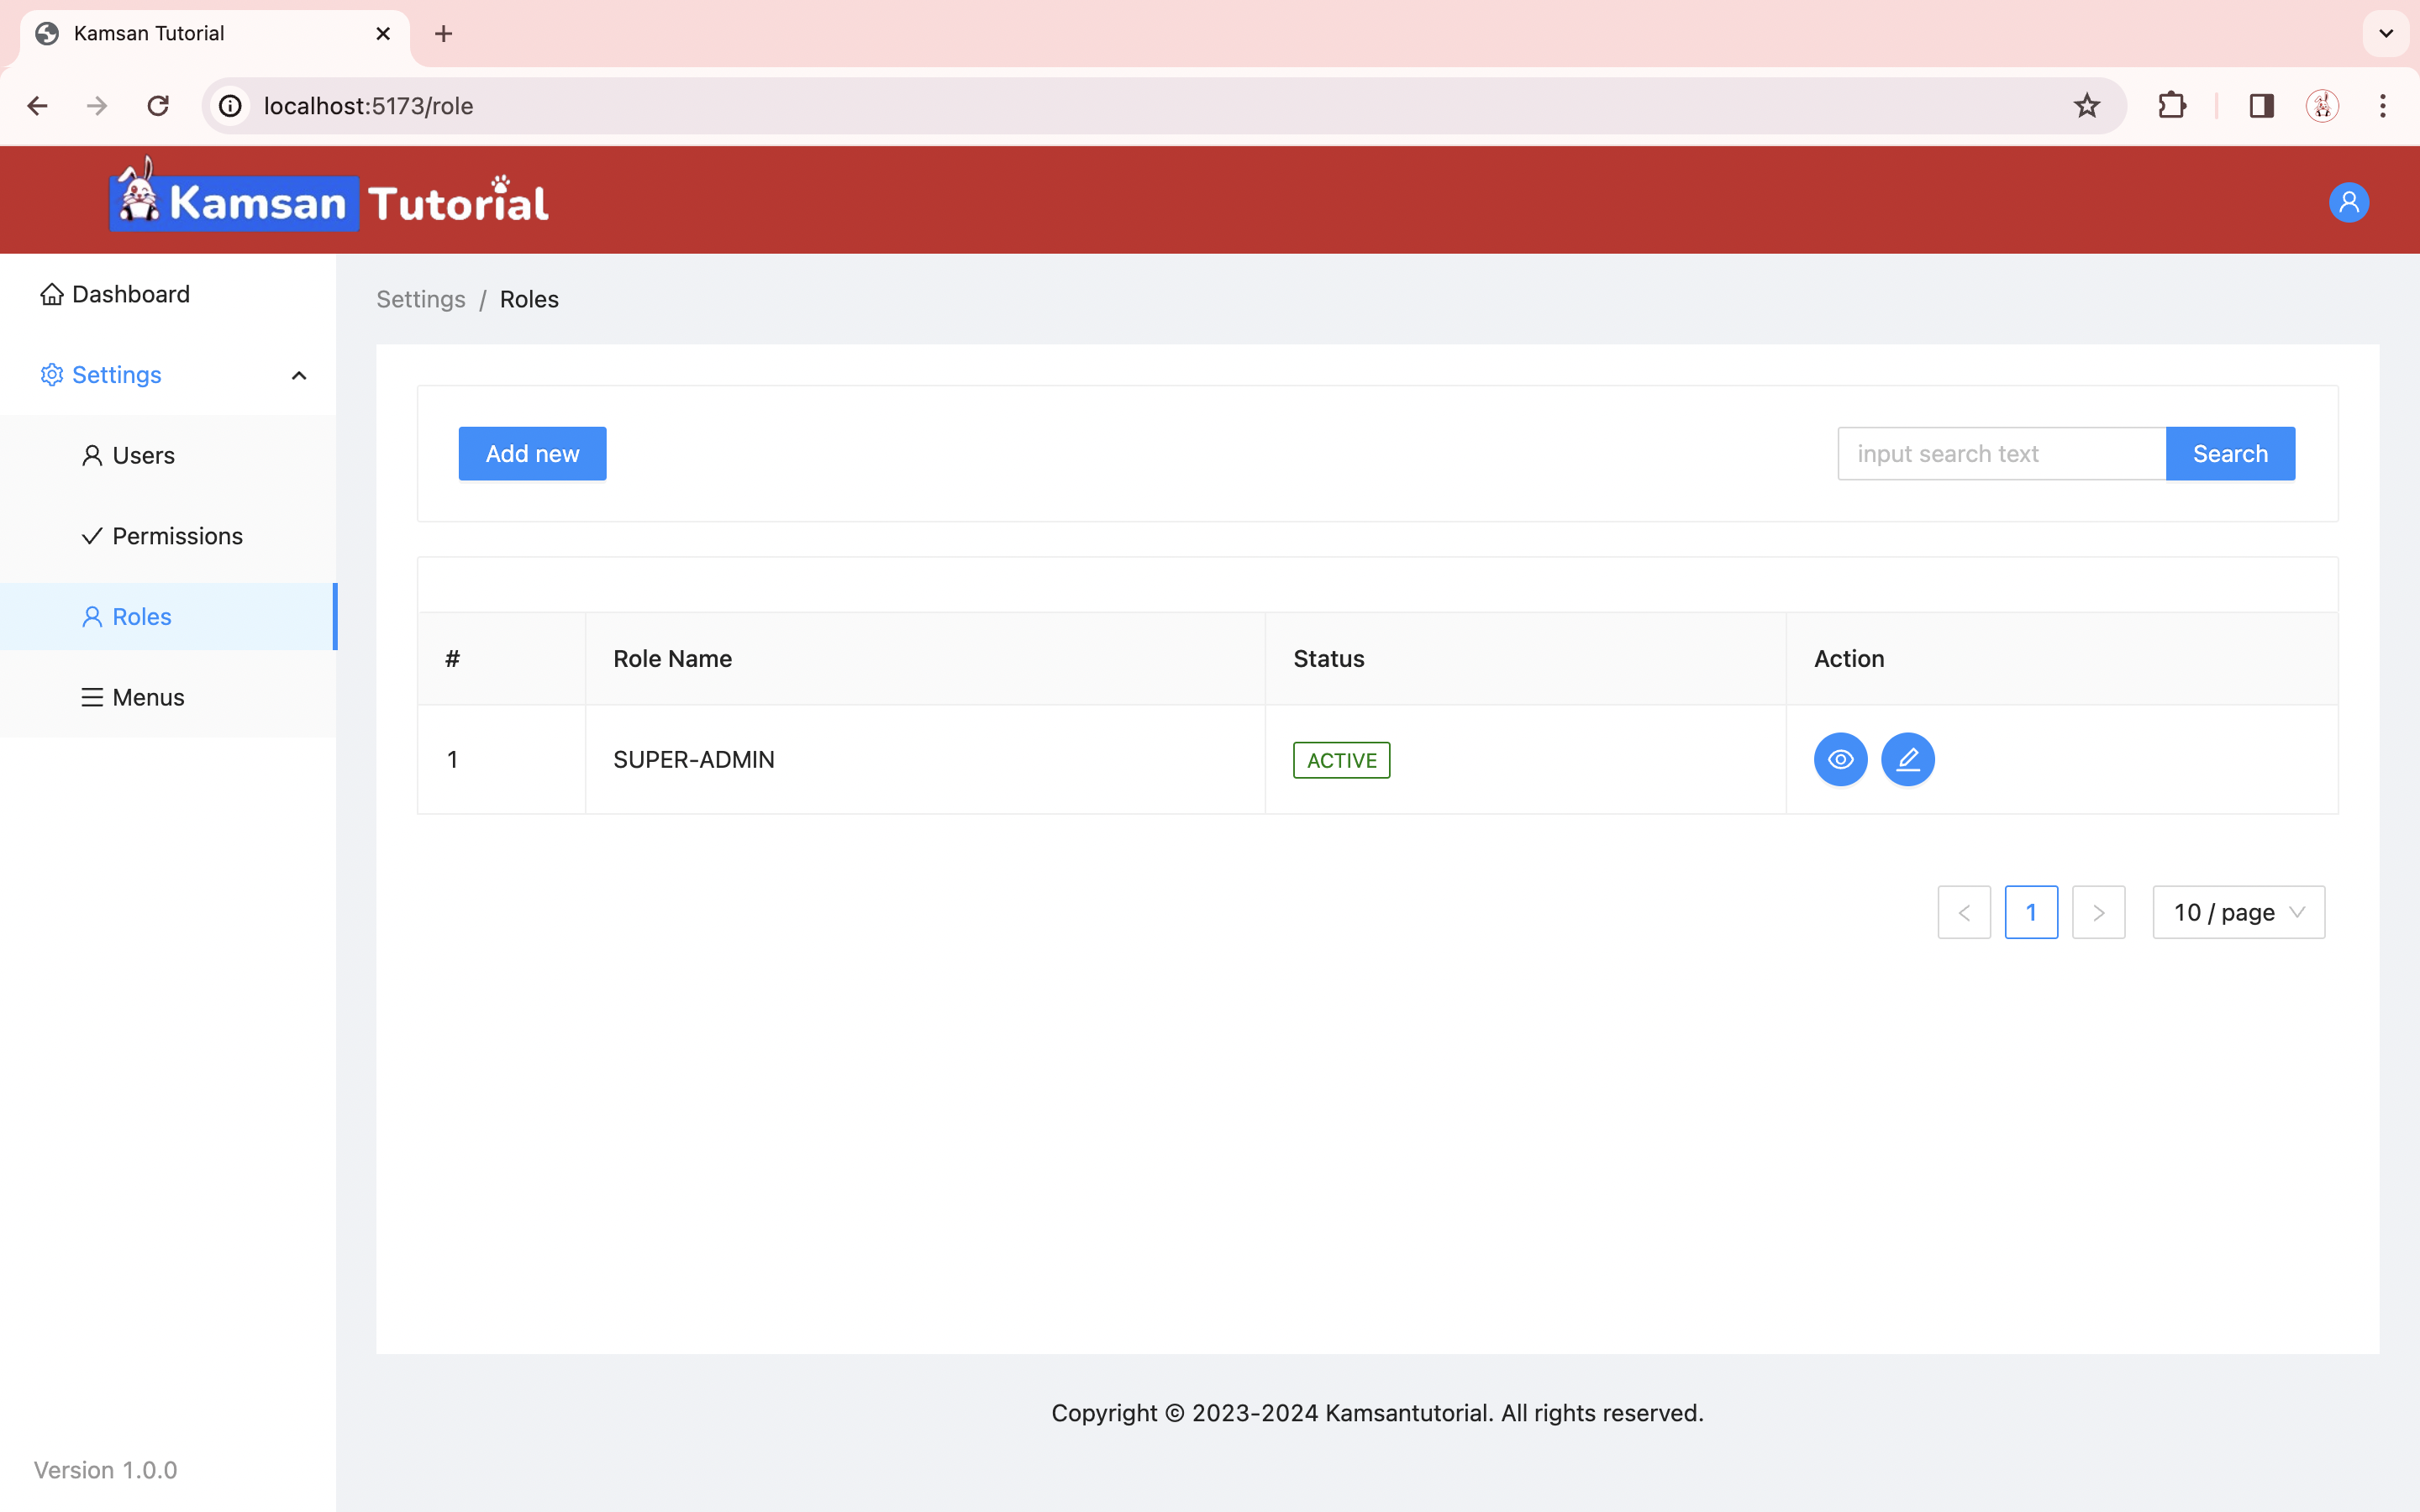 Kamsan Tutorial
localhost:5173/role
Kamsan Tutorial
Dashboard
Settings
Users
Permissions
Roles
Menus
Version 1.0.0
Settings / Roles
Add new
input search text
Search
# Role Name Status Action
1 SUPER-ADMIN ACTIVE
< 1 > 10 / page
Copyright © 2023-2024 Kamsantutorial. All rights reserved.